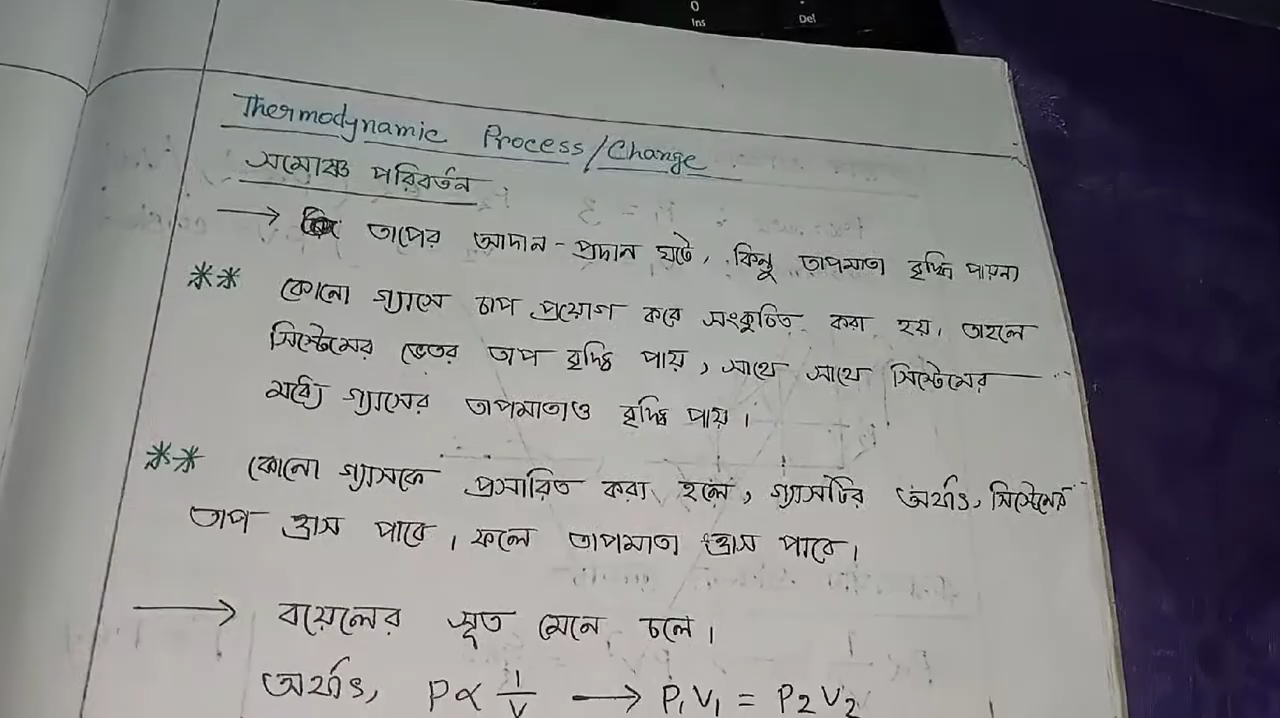 0
Ins
Del
Thermodynamic Process/Change
সমোষ্ণ পরিবর্তন
→ তাপের আদান-প্রদান ঘটে, কিন্তু তাপমাত্রা বৃদ্ধি পায়না
** কোনো গ্যাসে চাপ প্রয়োগ করে সংকুচিত করা হয়, তাহলে
সিস্টেমের ভেতর তাপ বৃদ্ধি পায়, সাথে সাথে সিস্টেমের
মধ্যে গ্যাসের তাপমাত্রাও বৃদ্ধি পায়।
** কোনো গ্যাসকে প্রসারিত করা হলে, গ্যাসটির অর্থাৎ, সিস্টেমের
তাপ হ্রাস পাবে। ফলে তাপমাত্রা হ্রাস পাবে।
→ বয়েলের সূত্র মেনে চলে।
অর্থাৎ, P ∝ 1/V → P₁V₁ = P₂V₂